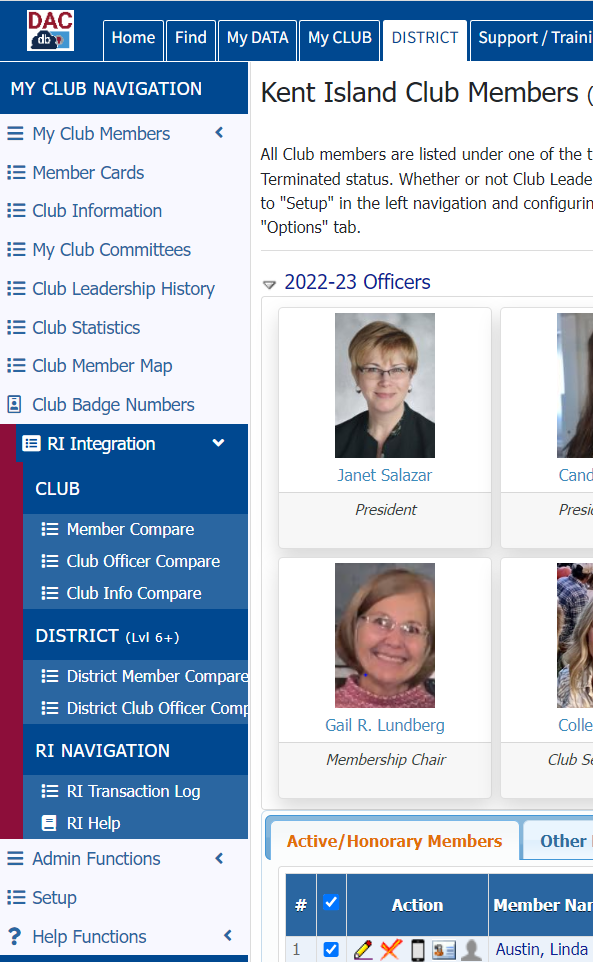 DAC
db
Home
Find
My DATA
My CLUB
DISTRICT
Support / Traini
MY CLUB NAVIGATION
My Club Members
Member Cards
Club Information
My Club Committees
Club Leadership History
Club Statistics
Club Member Map
Club Badge Numbers
RI Integration
CLUB
Member Compare
Club Officer Compare
Club Info Compare
DISTRICT (Lvl 6+)
District Member Compare
District Club Officer Comp
RI NAVIGATION
RI Transaction Log
RI Help
Admin Functions
Setup
Help Functions
Kent Island Club Members (
All Club members are listed under one of the t
Terminated status. Whether or not Club Leade
to "Setup" in the left navigation and configurin
"Options" tab.
2022-23 Officers
Janet Salazar
President
Cand
Presid
Gail R. Lundberg
Membership Chair
Colle
Club Se
Active/Honorary Members
Other
# Action Member Nar
1 Austin, Linda